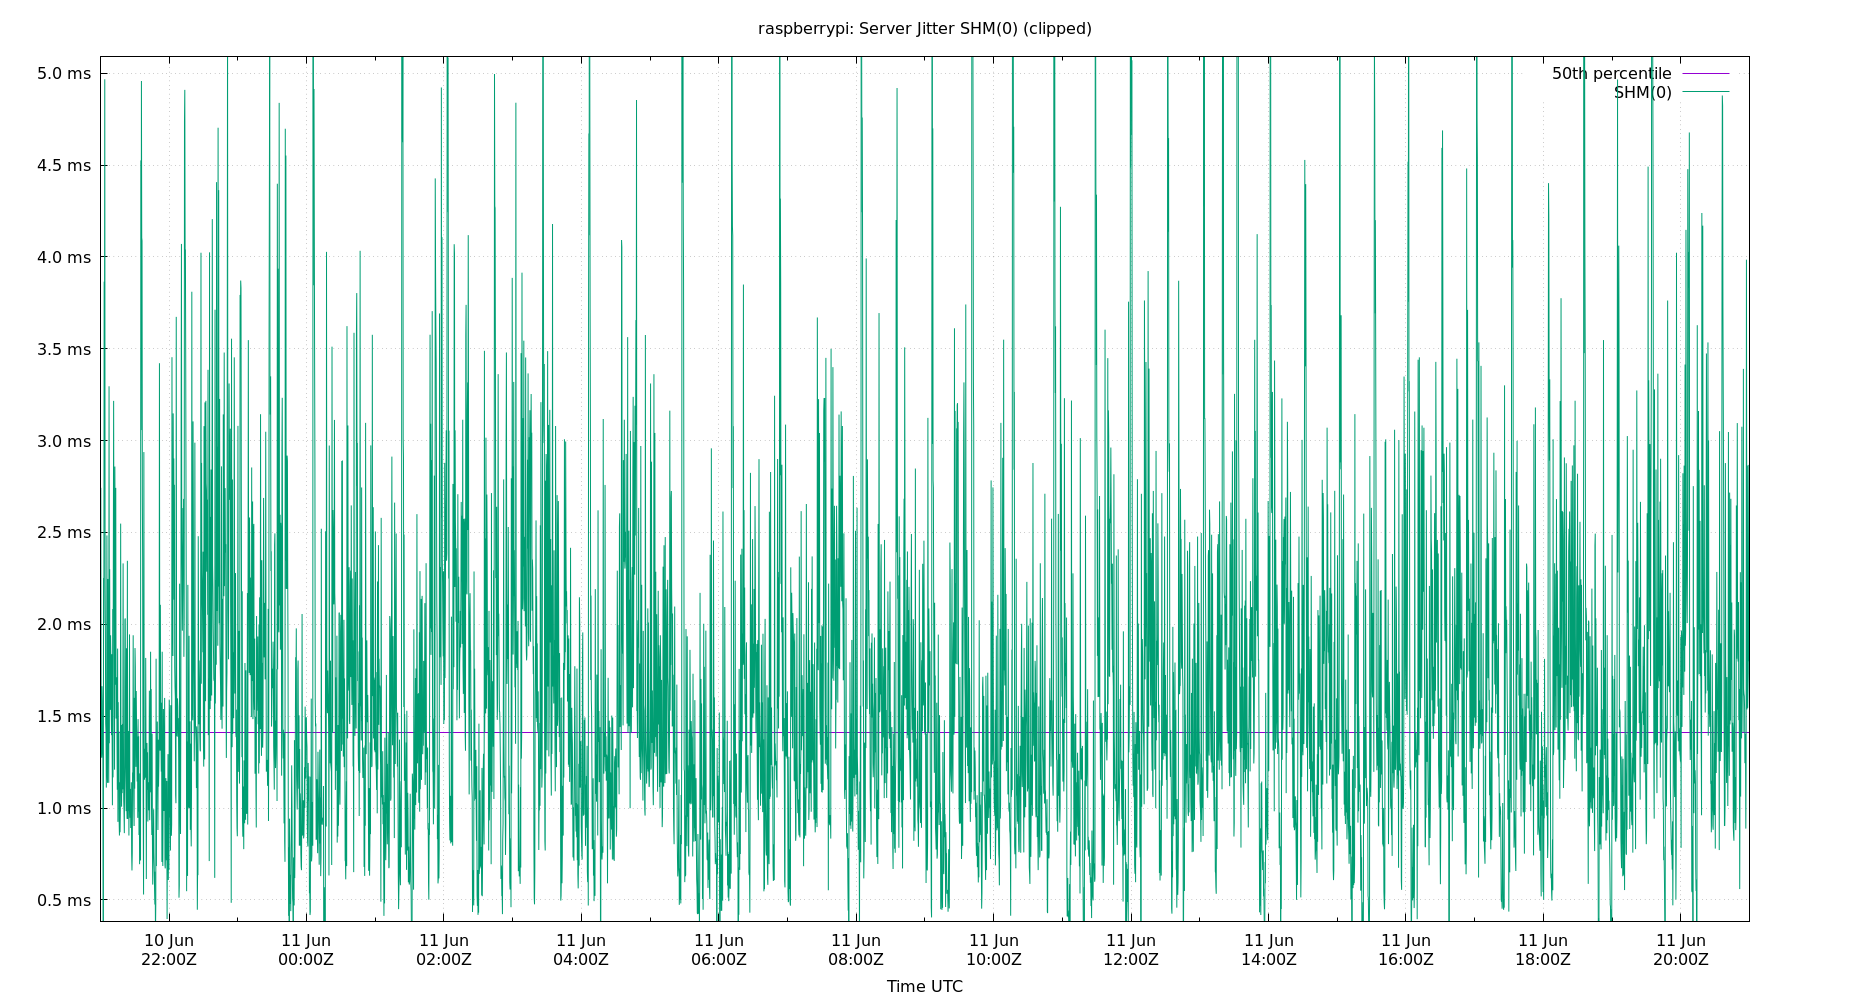 raspberrypi: Server Jitter SHM(0) (clipped)
50th percentile
SHM(0)
5.0 ms
4.5 ms
4.0 ms
3.5 ms
3.0 ms
2.5 ms
2.0 ms
1.5 ms
1.0 ms
0.5 ms
10 Jun 11 Jun 11 Jun 11 Jun 11 Jun 11 Jun 11 Jun 11 Jun 11 Jun 11 Jun 11 Jun 11 Jun
22:00Z 00:00Z 02:00Z 04:00Z 06:00Z 08:00Z 10:00Z 12:00Z 14:00Z 16:00Z 18:00Z 20:00Z
Time UTC